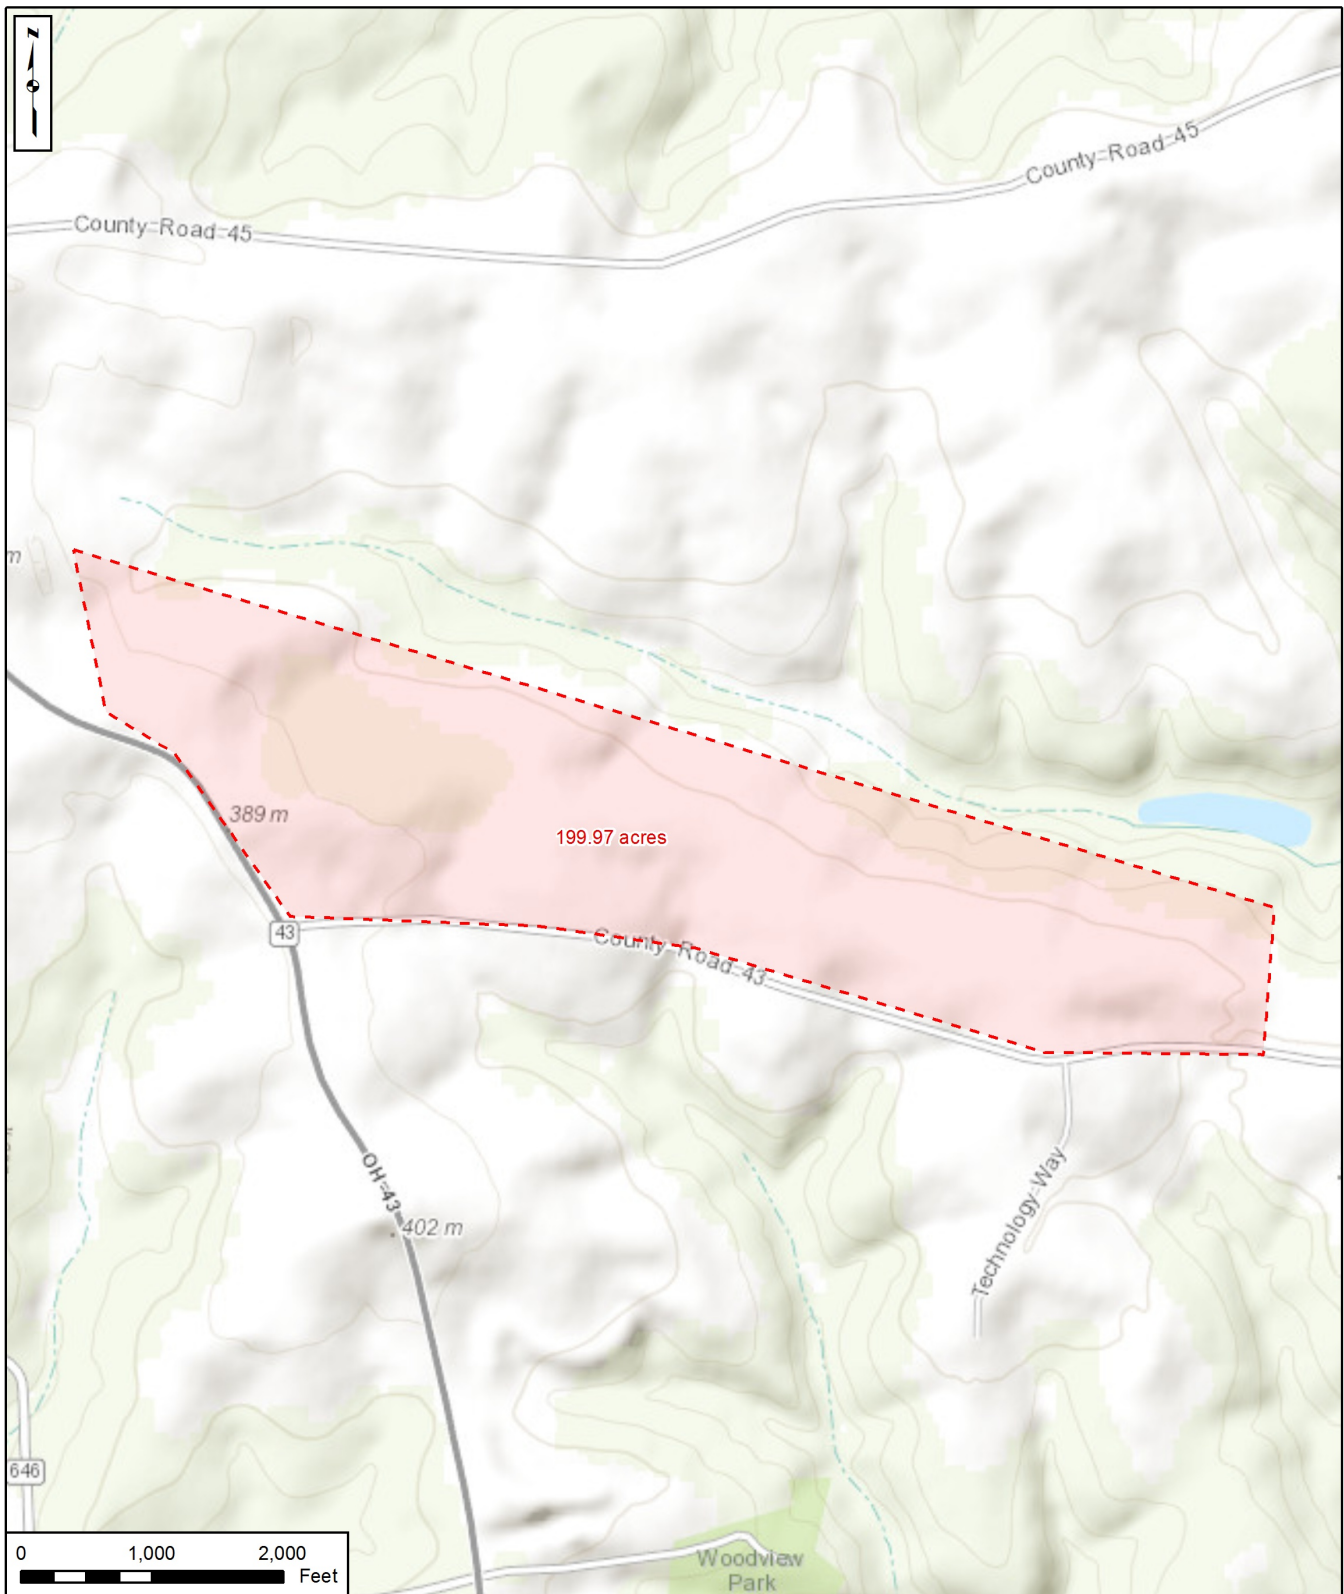 N
County Road 45
County Road 45
m
389 m
199.97 acres
43
County Road 43
OH-43
402 m
Technology Way
646
0 1,000 2,000
Feet
Woodview
Park